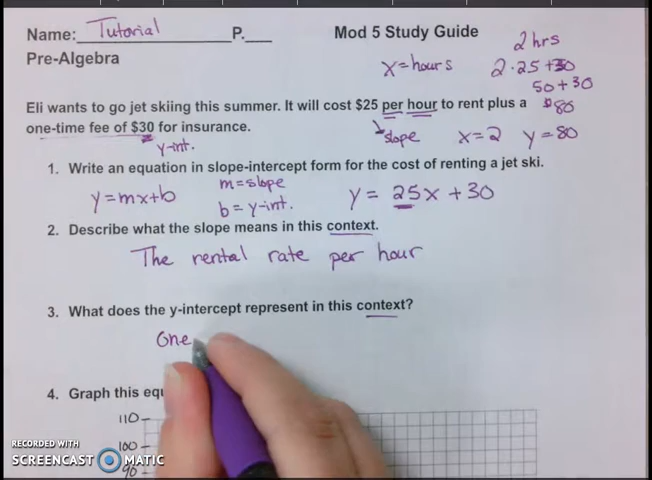 Name: Tutorial P.___ Mod 5 Study Guide
Pre-Algebra
2 hrs
x=hours 2·25+30
50+30
$80
Eli wants to go jet skiing this summer. It will cost $25 per hour to rent plus a
one-time fee of $30 for insurance.
slope x=2 y=80
y-int.
1. Write an equation in slope-intercept form for the cost of renting a jet ski.
y=mx+b m=slope y = 25x + 30
b = y-int.
2. Describe what the slope means in this context.
The rental rate per hour
3. What does the y-intercept represent in this context?
One
4. Graph this equ
110
100
90
RECORDED WITH
SCREENCAST MATIC